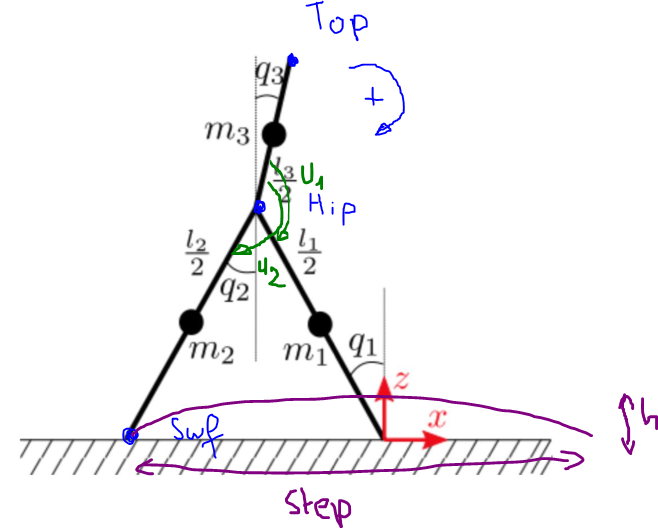 Top
q3
+
m3
l3/2
U1
Hip
l2/2
l1/2
u2
q2
m2
m1
q1
z
x
h
Swf
Step